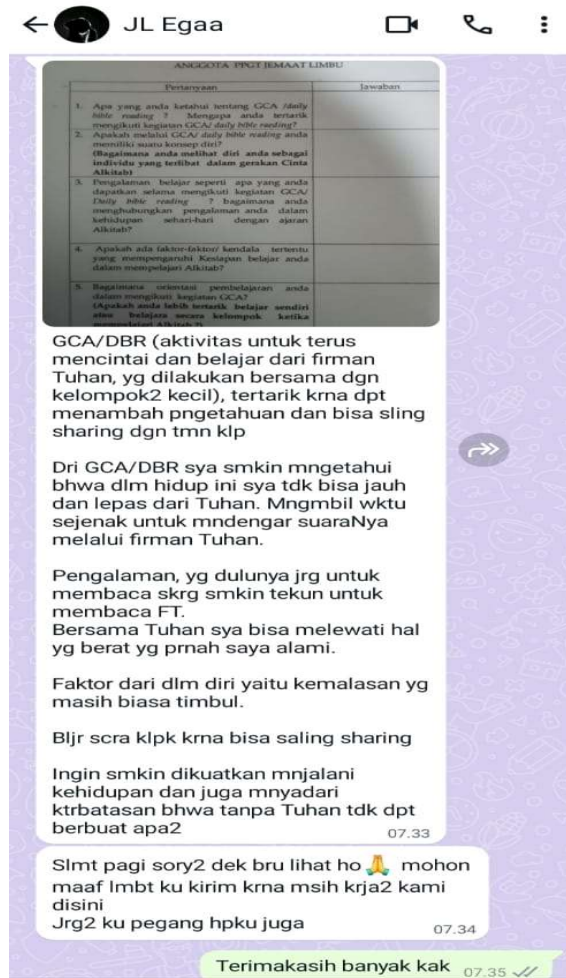 JL Egaa
ANGGOTA PPGT JEMAAT LIMBU
Pertanyaan
Jawaban
1. Apa yang anda ketahui tentang GCA /daily
bible reading ? Mengapa anda tertarik
mengikuti kegiatan GCA/ daily bible reading?
2. Apakah melalui GCA/ daily bible reading anda
memiliki suatu konsep diri?
(Bagaimana anda melihat diri anda sebagai
individu yang terlibat dalam gerakan Cinta
Alkitab)
3. Pengalaman belajar seperti apa yang anda
dapatkan selama mengikuti kegiatan GCA/
Daily bible reading ? bagaimana anda
menghubungkan pengalaman anda dalam
kehidupan sehari-hari dengan ajaran
Alkitab?
4. Apakah ada faktor-faktor/ kendala tertentu
yang mempengaruhi Kesiapan belajar anda
dalam mempelajari Alkitab?
5. Bagaimana orientasi pembelajaran anda
dalam mengikuti kegiatan GCA?
(Apakah anda lebih tertarik belajar sendiri
atau belajara secara kelompok ketika
mempelajari Alkitab ?)
GCA/DBR (aktivitas untuk terus
mencintai dan belajar dari firman
Tuhan, yg dilakukan bersama dgn
kelompok2 kecil), tertarik krna dpt
menambah pngetahuan dan bisa sling
sharing dgn tmn klp
Dri GCA/DBR sya smkin mngetahui
bhwa dlm hidup ini sya tdk bisa jauh
dan lepas dari Tuhan. Mngmbil wktu
sejenak untuk mndengar suaraNya
melalui firman Tuhan.
Pengalaman, yg dulunya jrg untuk
membaca skrg smkin tekun untuk
membaca FT.
Bersama Tuhan sya bisa melewati hal
yg berat yg prnah saya alami.
Faktor dari dlm diri yaitu kemalasan yg
masih biasa timbul.
Bljr scra klpk krna bisa saling sharing
Ingin smkin dikuatkan mnjalani
kehidupan dan juga mnyadari
ktrbatasan bhwa tanpa Tuhan tdk dpt
berbuat apa2
07.33
Slmt pagi sory2 dek bru lihat ho 🙏 mohon
maaf lmbt ku kirim krna msih krja2 kami
disini
Jrg2 ku pegang hpku juga
07.34
Terimakasih banyak kak 07.35